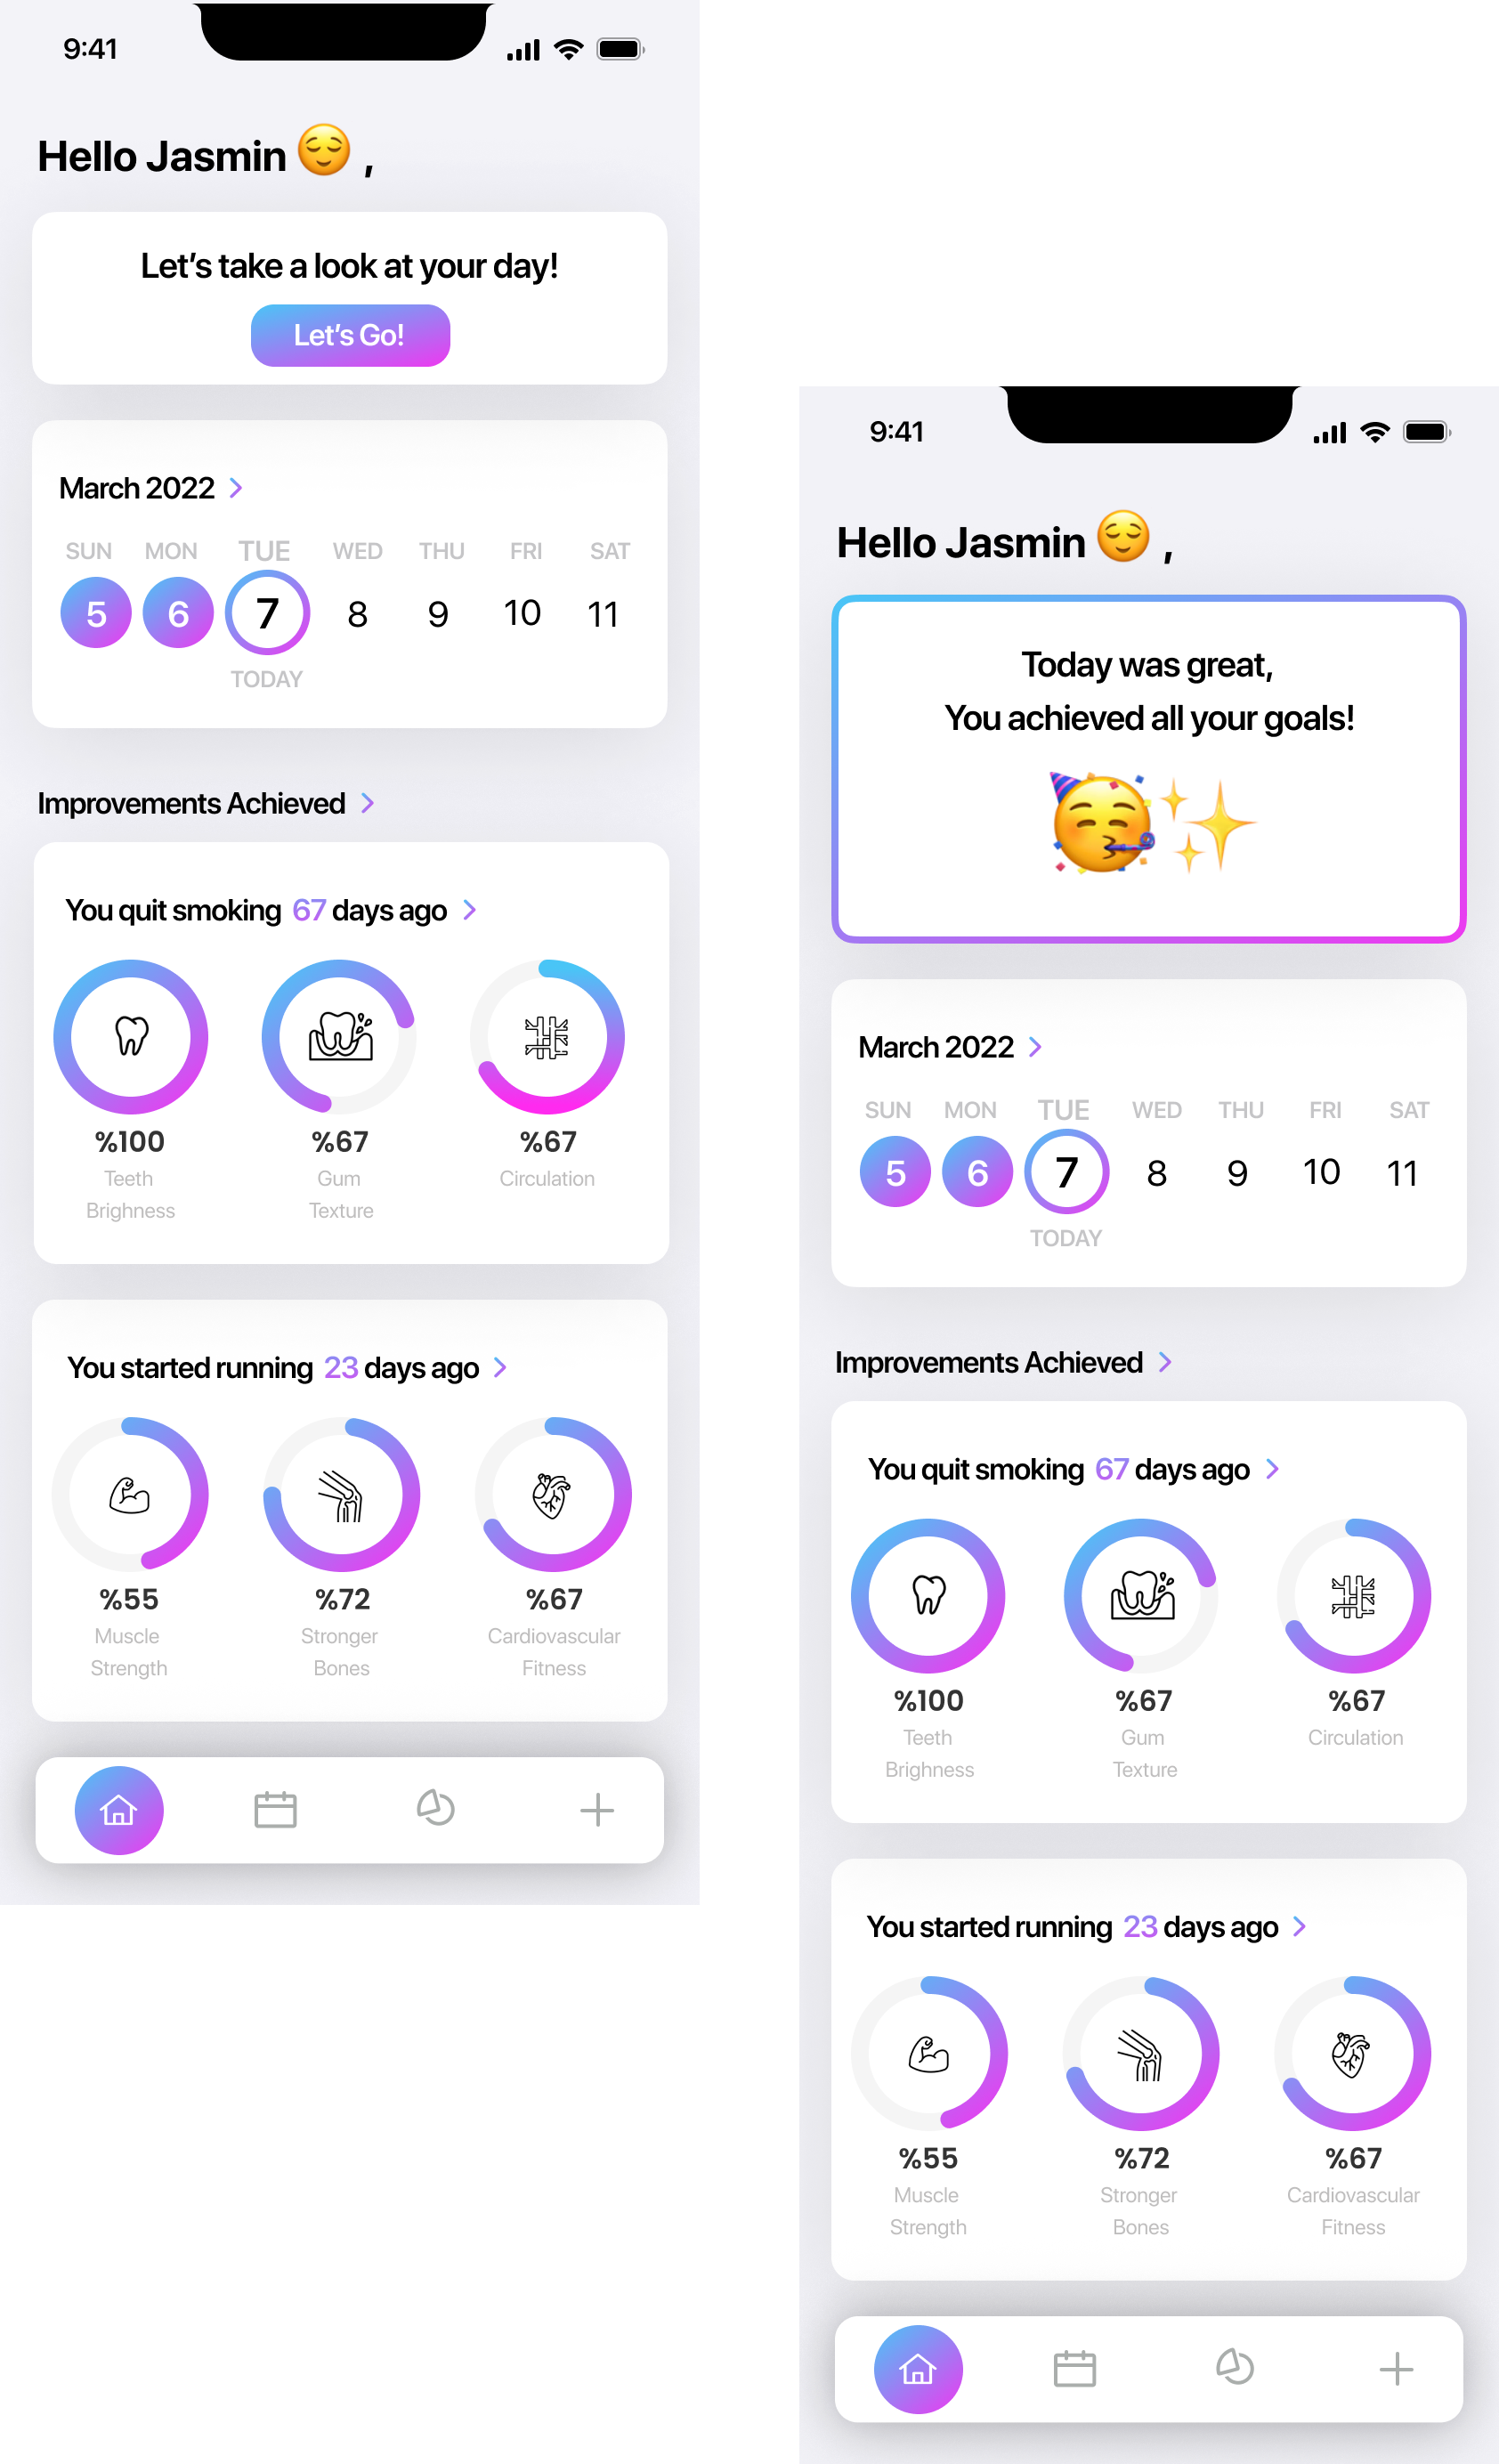 9:41
Hello Jasmin 😌 ,
Let's take a look at your day!
Let's Go!
March 2022
SUN MON TUE WED THU FRI SAT
5 6 7 8 9 10 11
TODAY
Improvements Achieved
You quit smoking 67 days ago
%100 %67 %67
Teeth Gum Circulation
Brighness Texture
You started running 23 days ago
%55 %72 %67
Muscle Stronger Cardiovascular
Strength Bones Fitness
9:41
Hello Jasmin 😌 ,
Today was great,
You achieved all your goals!
March 2022
SUN MON TUE WED THU FRI SAT
5 6 7 8 9 10 11
TODAY
Improvements Achieved
You quit smoking 67 days ago
%100 %67 %67
Teeth Gum Circulation
Brighness Texture
You started running 23 days ago
%55 %72 %67
Muscle Stronger Cardiovascular
Strength Bones Fitness